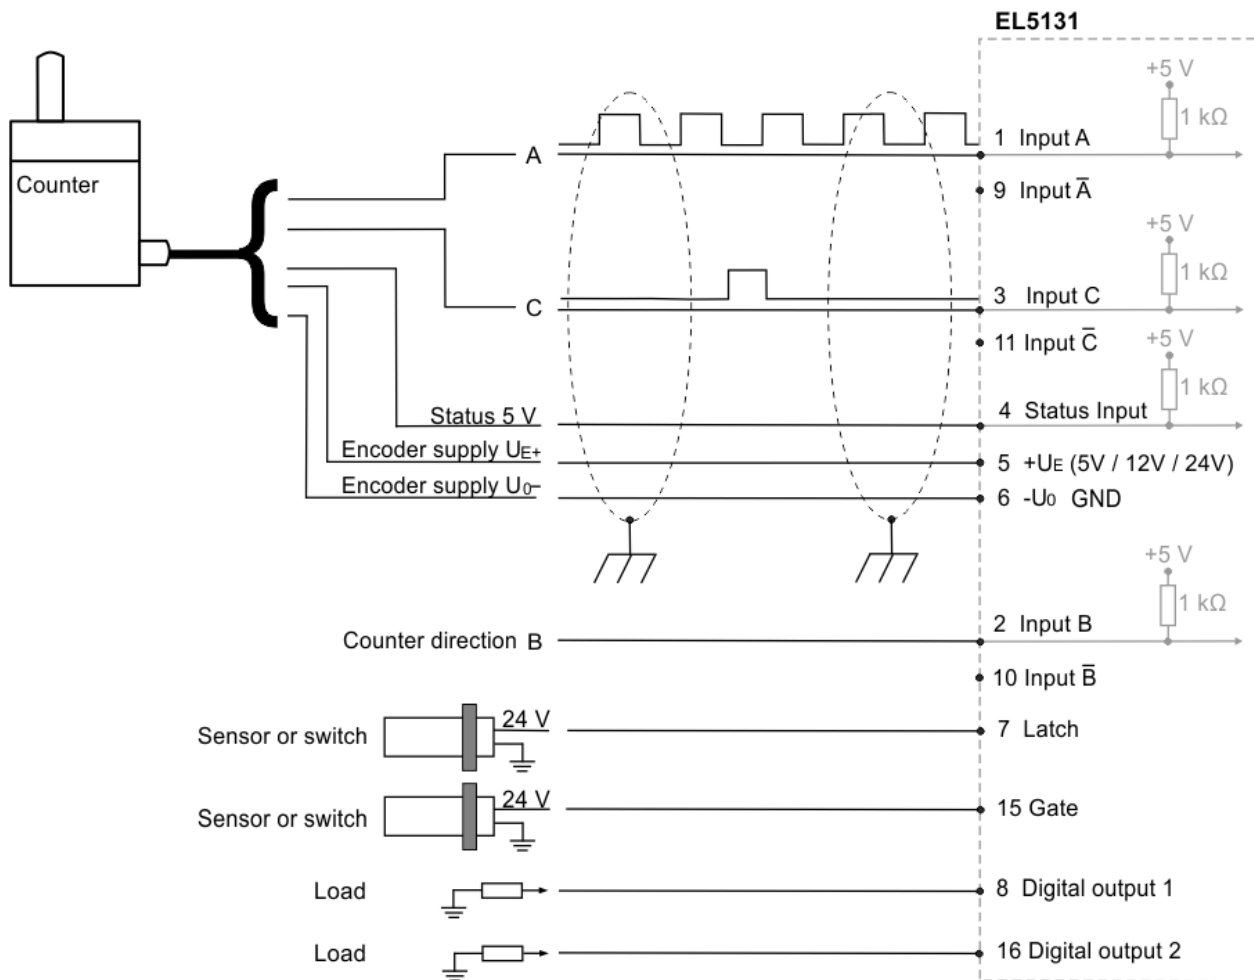 EL5131
+5 V
1 kΩ
1 Input A
A
Counter
9 Input A̅
+5 V
1 kΩ
3 Input C
C
11 Input C̅
+5 V
1 kΩ
4 Status Input
Status 5 V
Encoder supply UE+
5 +UE (5V / 12V / 24V)
Encoder supply U0−
6 -U0 GND
+5 V
1 kΩ
2 Input B
Counter direction B
10 Input B̅
24 V
Sensor or switch
7 Latch
24 V
Sensor or switch
15 Gate
Load
8 Digital output 1
Load
16 Digital output 2